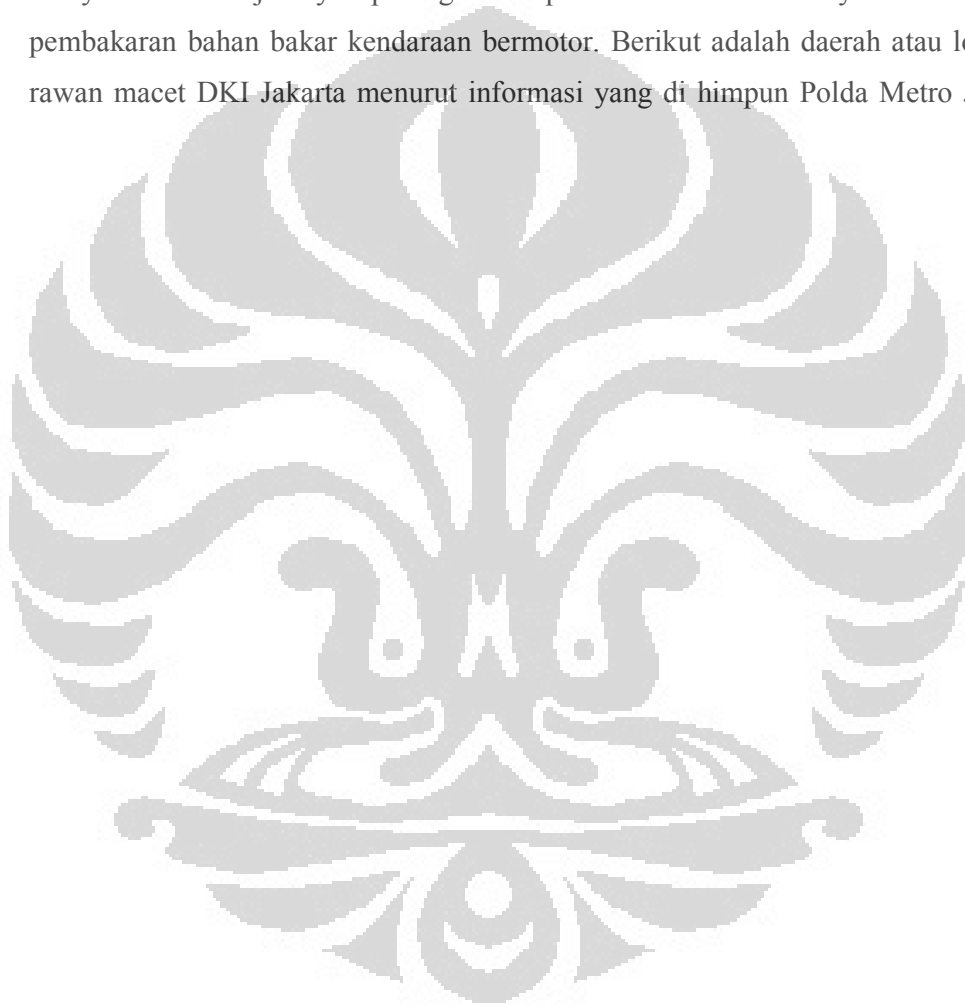 pembakaran bahan bakar kendaraan bermotor. Berikut adalah daerah atau
rawan macet DKI Jakarta menurut informasi yang di himpun Polda Metro